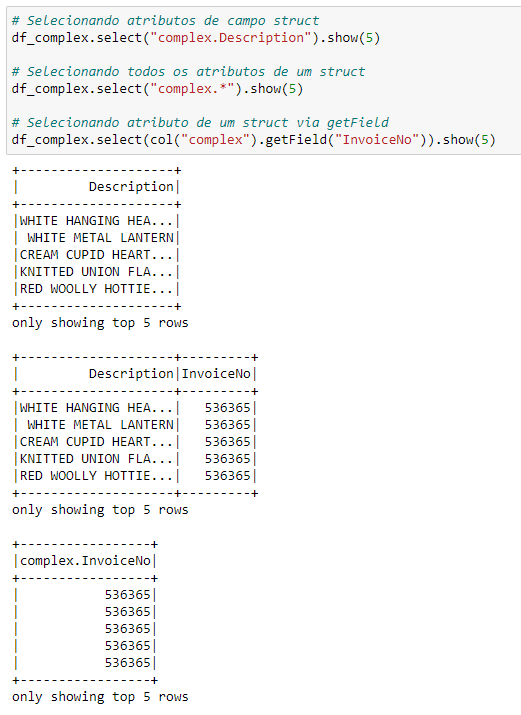 # Selecionando atributos de campo struct
df_complex.select("complex.Description").show(5)

# Selecionando todos os atributos de um struct
df_complex.select("complex.*").show(5)

# Selecionando atributo de um struct via getField
df_complex.select(col("complex").getField("InvoiceNo")).show(5)

+--------------------+
|         Description|
+--------------------+
|WHITE HANGING HEA...|
| WHITE METAL LANTERN|
|CREAM CUPID HEART...|
|KNITTED UNION FLA...|
|RED WOOLLY HOTTIE...|
+--------------------+
only showing top 5 rows

+--------------------+---------+
|         Description|InvoiceNo|
+--------------------+---------+
|WHITE HANGING HEA...|   536365|
| WHITE METAL LANTERN|   536365|
|CREAM CUPID HEART...|   536365|
|KNITTED UNION FLA...|   536365|
|RED WOOLLY HOTTIE...|   536365|
+--------------------+---------+
only showing top 5 rows

+-----------------+
|complex.InvoiceNo|
+-----------------+
|           536365|
|           536365|
|           536365|
|           536365|
|           536365|
+-----------------+
only showing top 5 rows